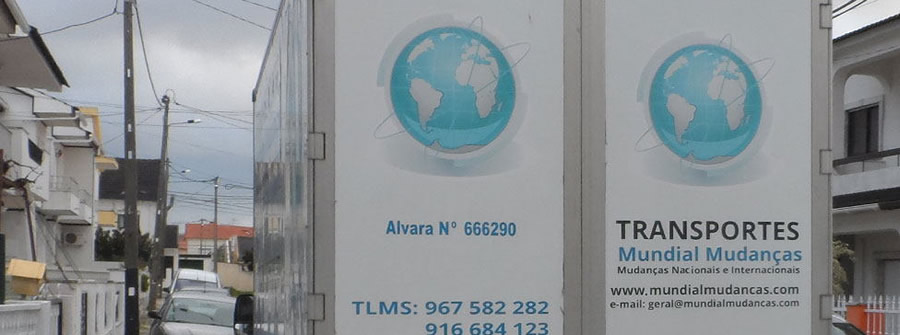 Alvara Nº 666290
TLMS: 967 582 282
916 684 123
TRANSPORTES
Mundial Mudanças
Mudanças Nacionais e Internacionais
www.mundialmudancas.com
e-mail: geral@mundialmudancas.com